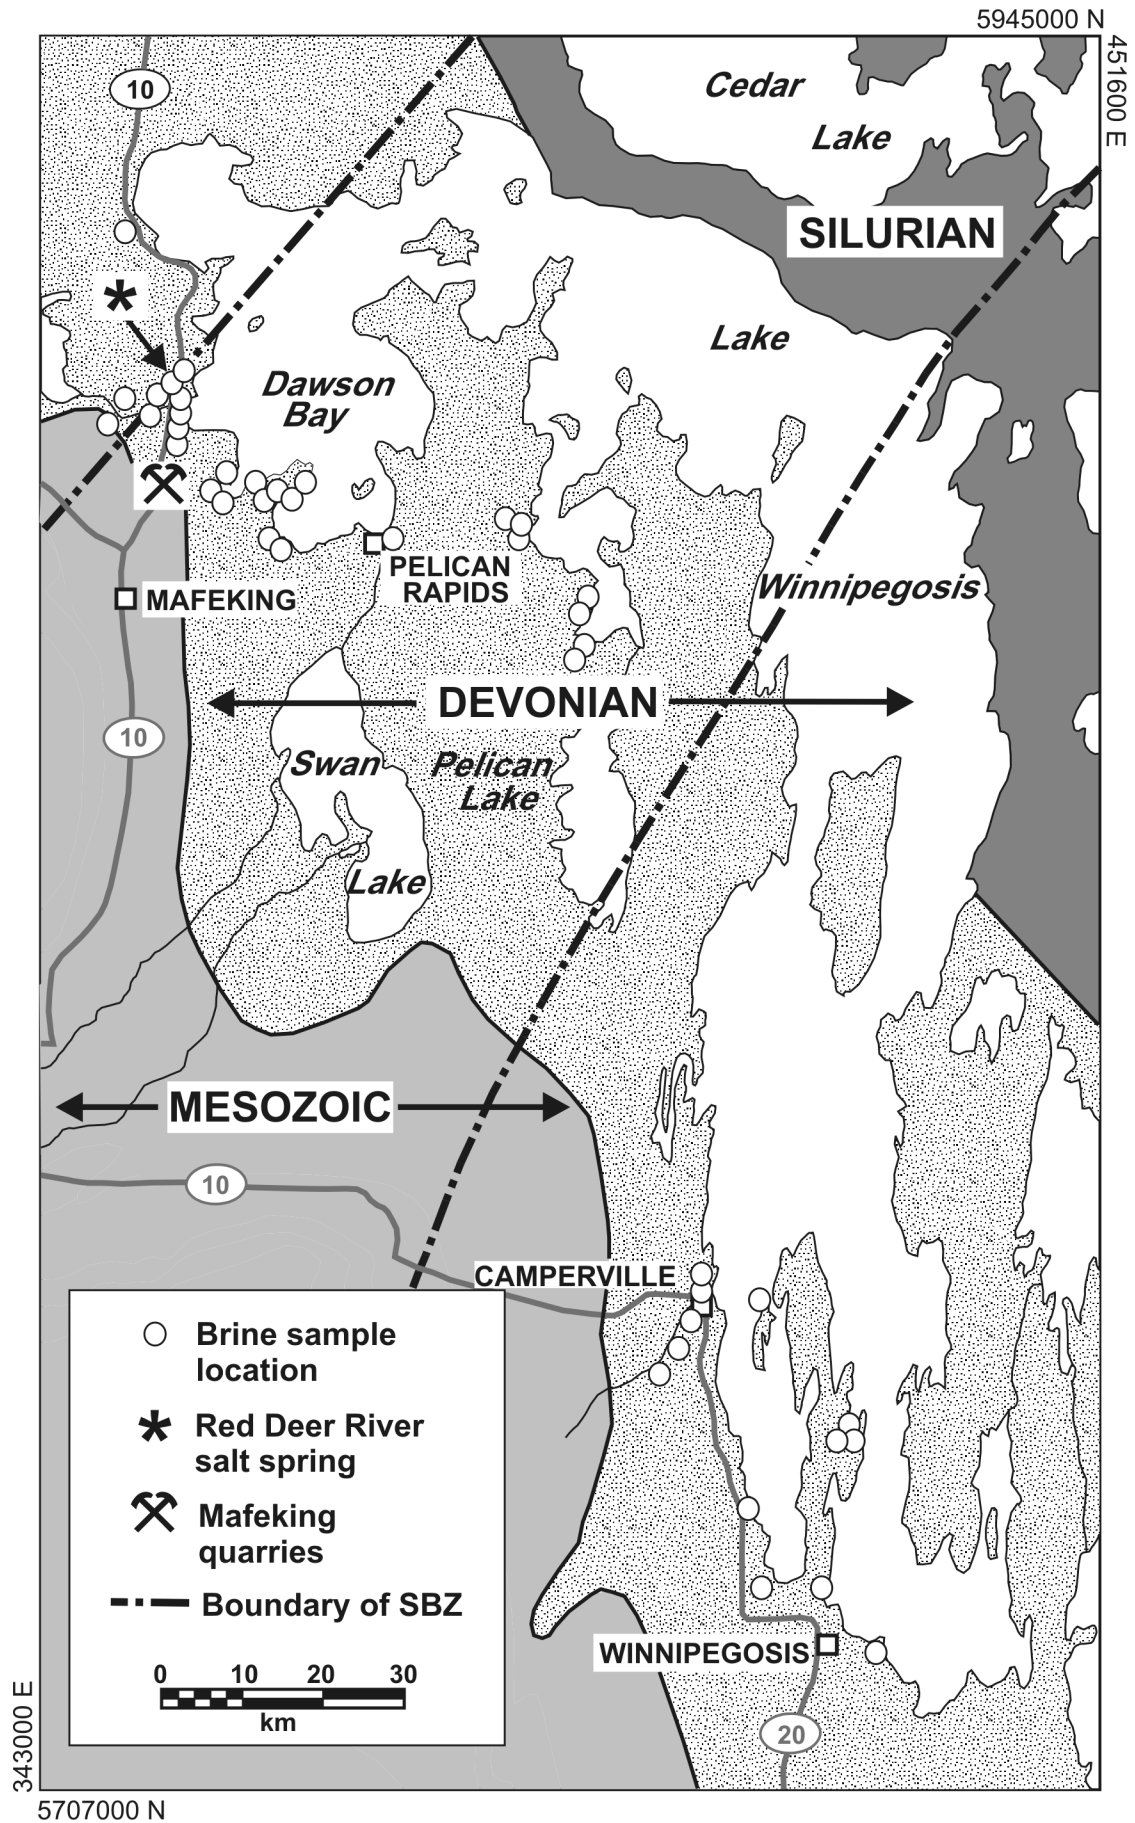 5945000 N
451600 E
10
Cedar
Lake
SILURIAN
*
Lake
Dawson
Bay
PELICAN
RAPIDS
Winnipegosis
MAFEKING
DEVONIAN
10
Swan
Lake
Pelican
Lake
MESOZOIC
10
CAMPERVILLE
Brine sample
location
* Red Deer River
salt spring
Mafeking
quarries
Boundary of SBZ
0 10 20 30
km
WINNIPEGOSIS
20
343000 E
5707000 N